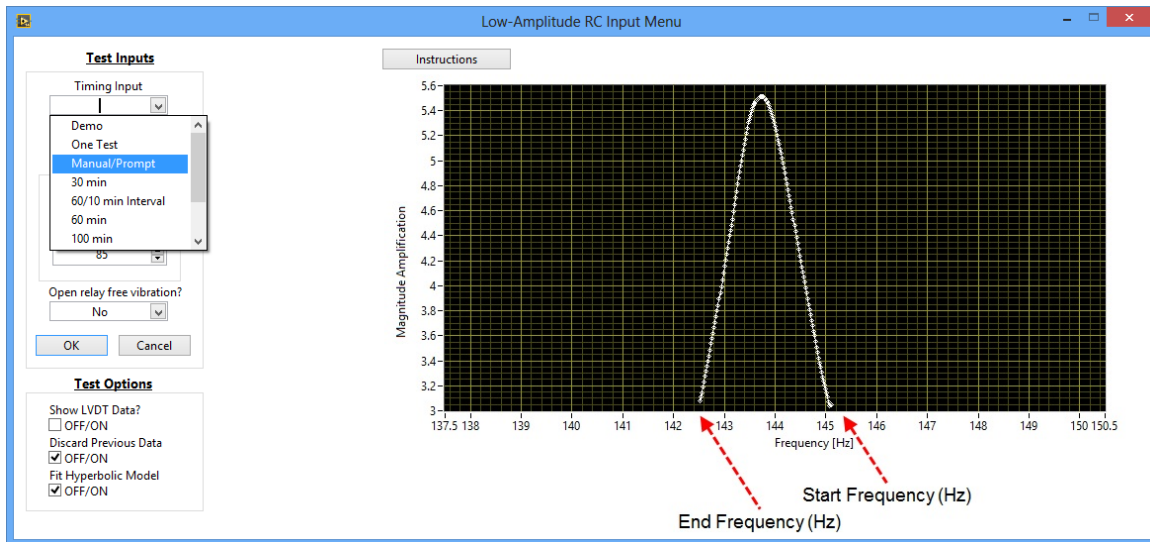 Low-Amplitude RC Input Menu
Test Inputs
Timing Input
Demo
One Test
Manual/Prompt
30 min
60/10 min Interval
60 min
100 min
85
Open relay free vibration?
No
OK Cancel
Test Options
Show LVDT Data?
OFF/ON
Discard Previous Data
OFF/ON
Fit Hyperbolic Model
OFF/ON
Instructions
Magnitude Amplification
5.6
5.4
5.2
5
4.8
4.6
4.4
4.2
4
3.8
3.6
3.4
3.2
3
137.5 138 139 140 141 142 143 144 145 146 147 148 149 150 150.5
Frequency [Hz]
Start Frequency (Hz)
End Frequency (Hz)